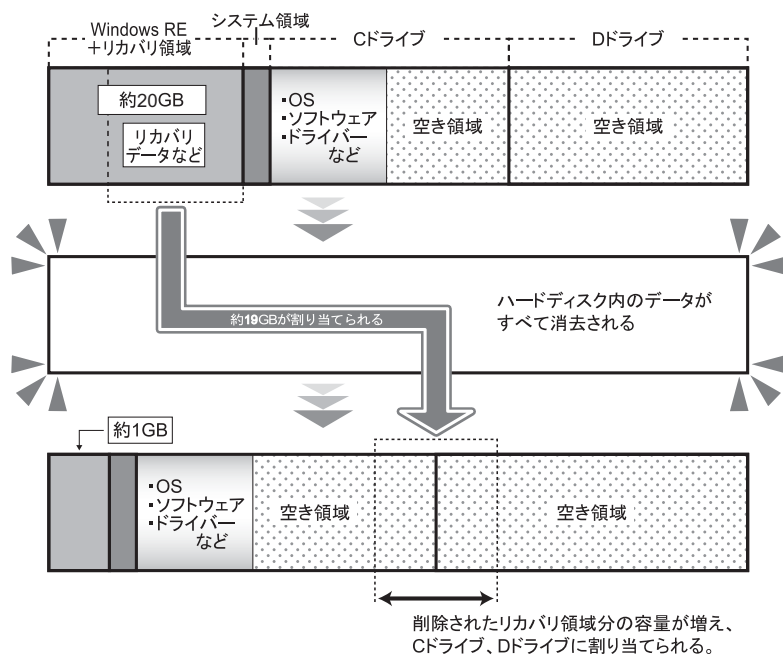 Windows RE
+リカバリ領域
システム領域
Cドライブ
Dドライブ
約20GB
リカバリ
データなど
・OS
・ソフトウェア
・ドライバー
など
空き領域
空き領域
約19GBが割り当てられる
ハードディスク内のデータが
すべて消去される
約1GB
・OS
・ソフトウェア
・ドライバー
など
空き領域
空き領域
削除されたリカバリ領域分の容量が増え、
Cドライブ、Dドライブに割り当てられる。